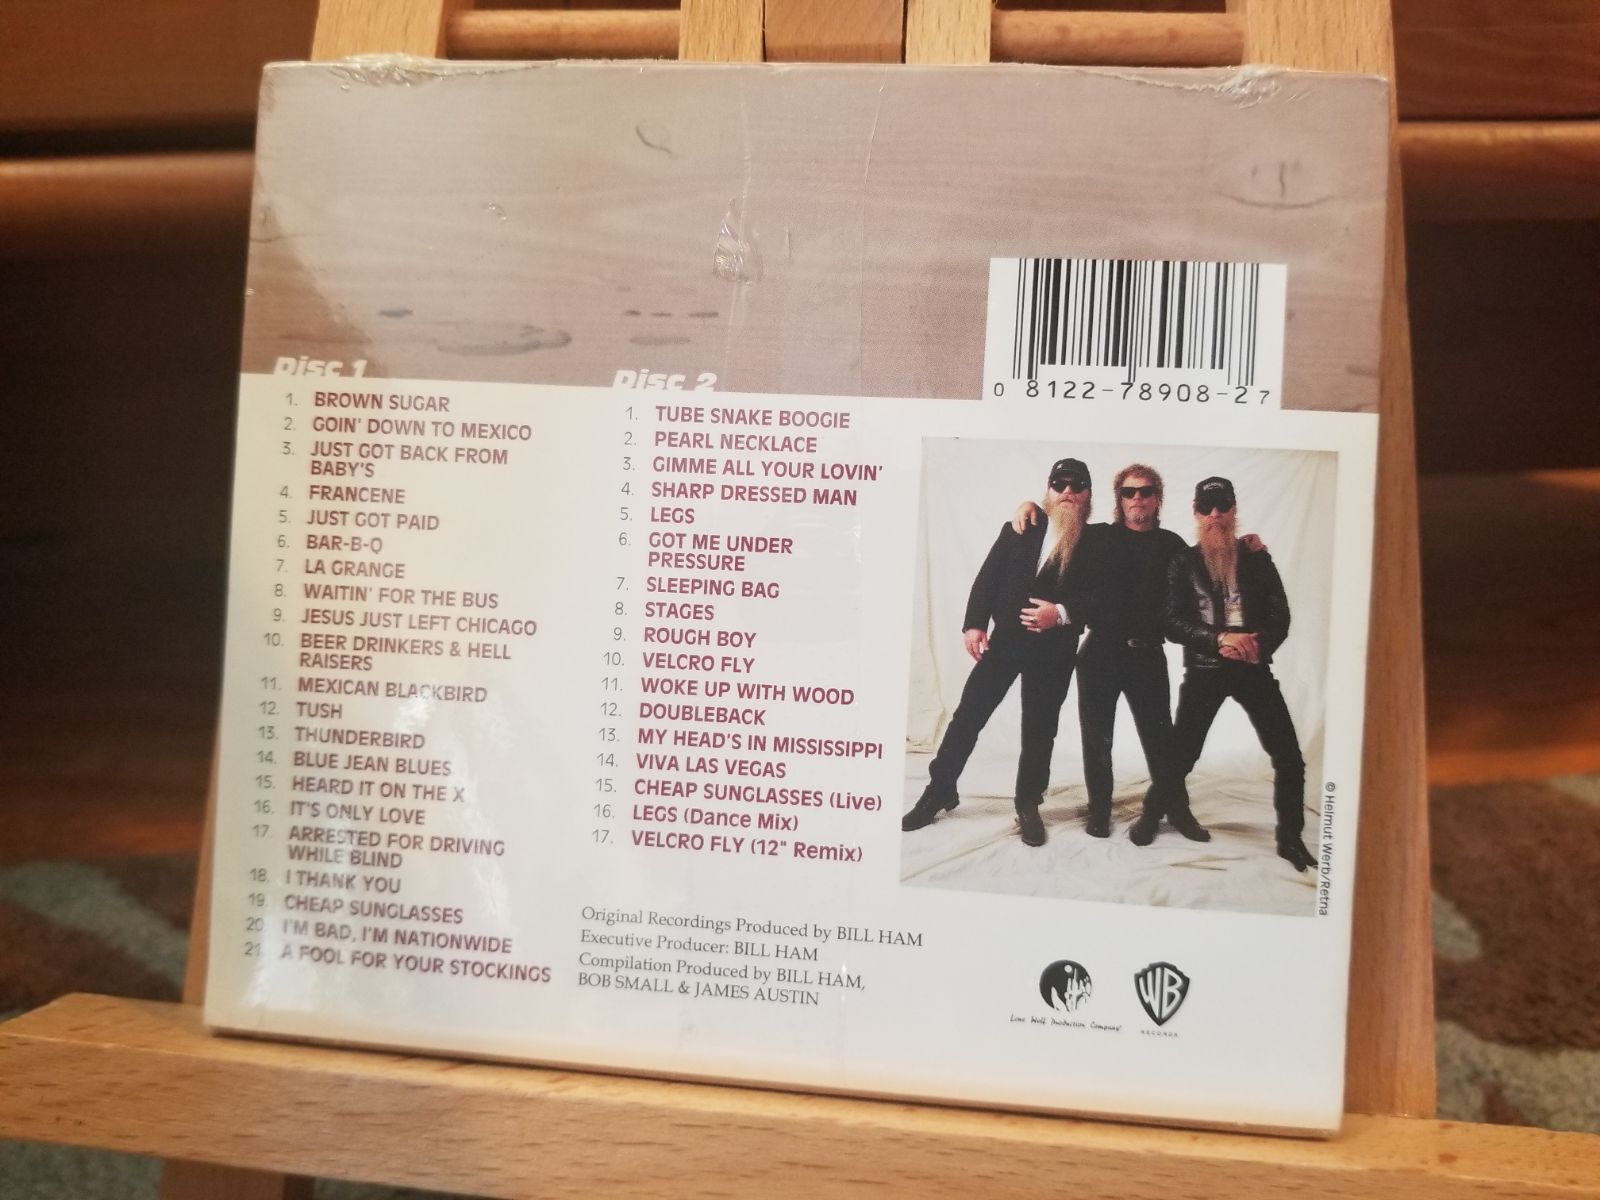 Disc 1
1. BROWN SUGAR
2. GOIN' DOWN TO MEXICO
3. JUST GOT BACK FROM
BABY'S
4. FRANCENE
5. JUST GOT PAID
6. BAR-B-Q
7. LA GRANGE
8. WAITIN' FOR THE BUS
9. JESUS JUST LEFT CHICAGO
10. BEER DRINKERS & HELL
RAISERS
11. MEXICAN BLACKBIRD
12. TUSH
13. THUNDERBIRD
14. BLUE JEAN BLUES
15. HEARD IT ON THE X
16. IT'S ONLY LOVE
17. ARRESTED FOR DRIVING
WHILE BLIND
18. I THANK YOU
19. CHEAP SUNGLASSES
20. I'M BAD, I'M NATIONWIDE
21. A FOOL FOR YOUR STOCKINGS
Disc 2
1. TUBE SNAKE BOOGIE
2. PEARL NECKLACE
3. GIMME ALL YOUR LOVIN'
4. SHARP DRESSED MAN
5. LEGS
6. GOT ME UNDER
PRESSURE
7. SLEEPING BAG
8. STAGES
9. ROUGH BOY
10. VELCRO FLY
11. WOKE UP WITH WOOD
12. DOUBLEBACK
13. MY HEAD'S IN MISSISSIPPI
14. VIVA LAS VEGAS
15. CHEAP SUNGLASSES (Live)
16. LEGS (Dance Mix)
17. VELCRO FLY (12" Remix)
Original Recordings Produced by BILL HAM
Executive Producer: BILL HAM
Compilation Produced by BILL HAM,
BOB SMALL & JAMES AUSTIN
0 8122-78908-2 7
© Helmut Werb/Retna
Lone Wolf Production Company
WB
RECORDS